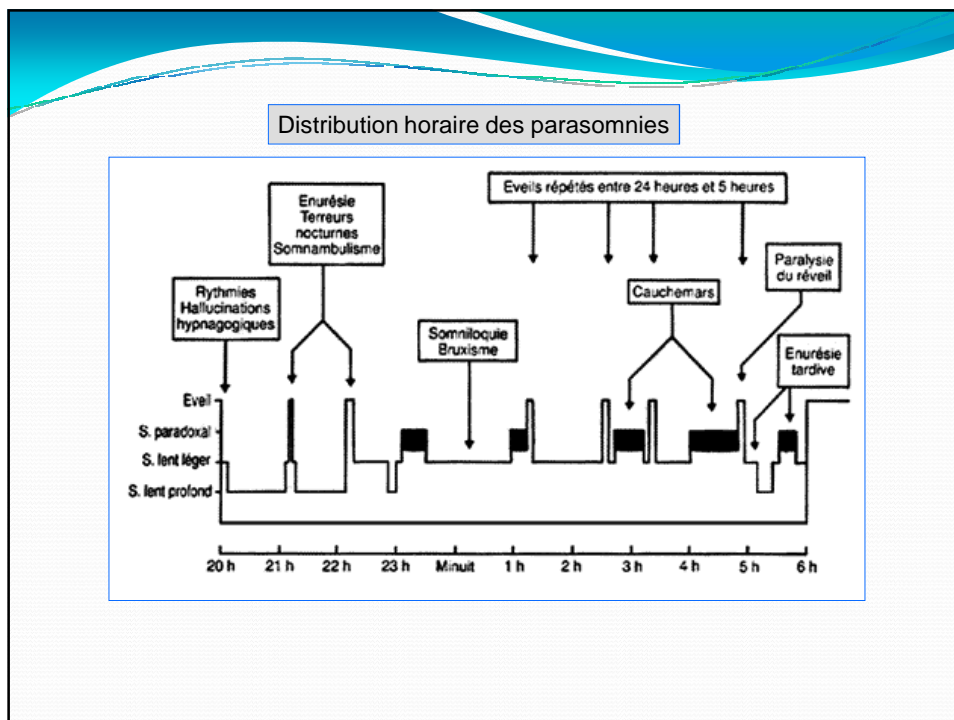 Distribution horaire des parasomnies
Eveils répétés entre 24 heures et 5 heures
Enurésie
Terreurs
nocturnes
Somnambulisme
Paralysie
du réveil
Rythmies
Hallucinations
hypnagogiques
Cauchemars
Somniloquie
Bruxisme
Enurésie
tardive
Eveil
S. paradoxal
S. lent léger
S. lent profond
20 h 21 h 22 h 23 h Minuit 1 h 2 h 3 h 4 h 5 h 6 h